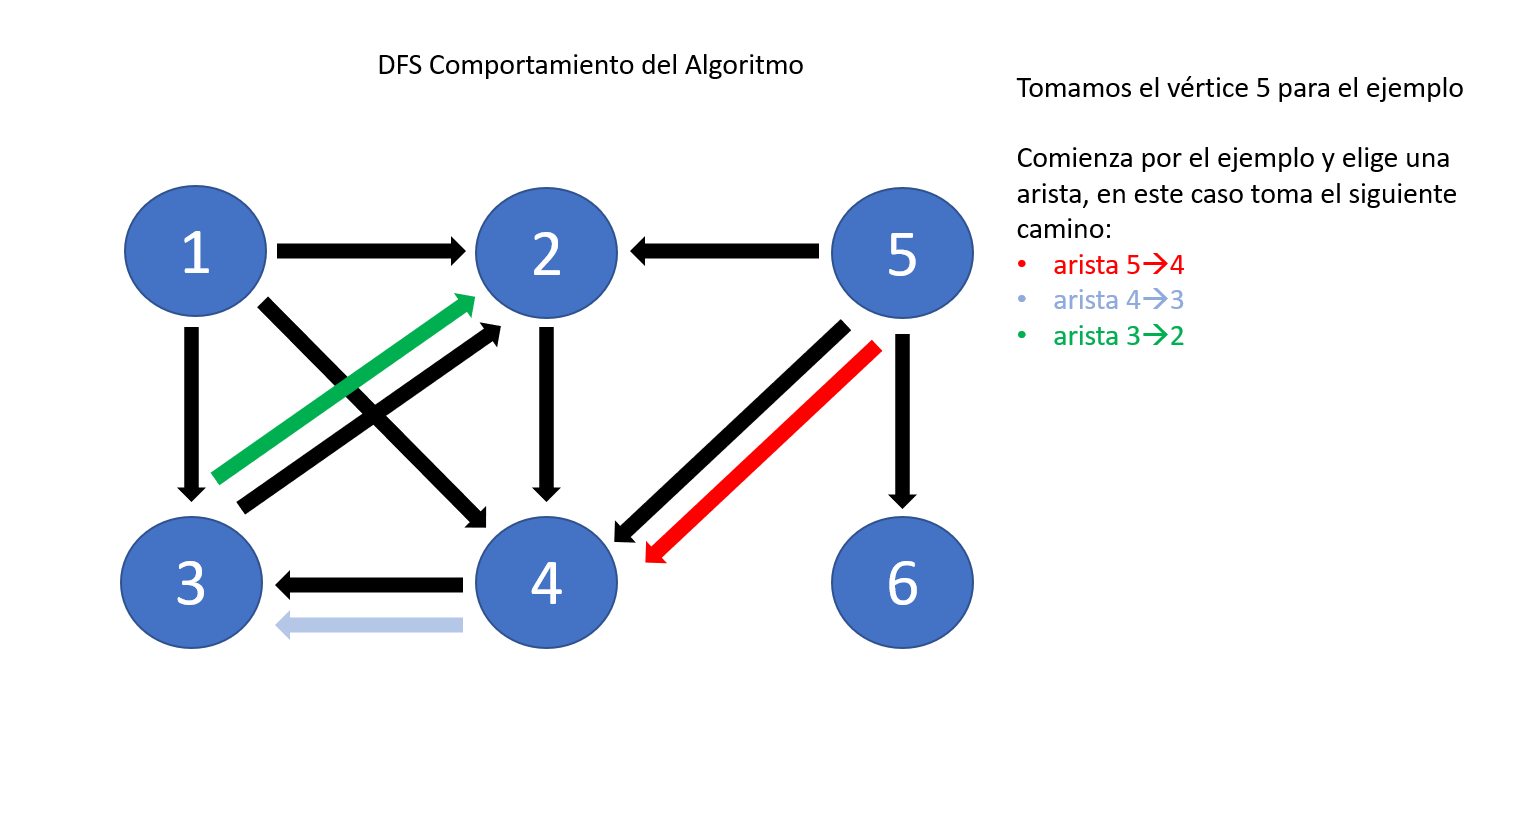 DFS Comportamiento del Algoritmo
Tomamos el vértice 5 para el ejemplo
Comienza por el ejemplo y elige una
arista, en este caso toma el siguiente
camino:
• arista 5→4
• arista 4→3
• arista 3→2
1
2
5
3
4
6